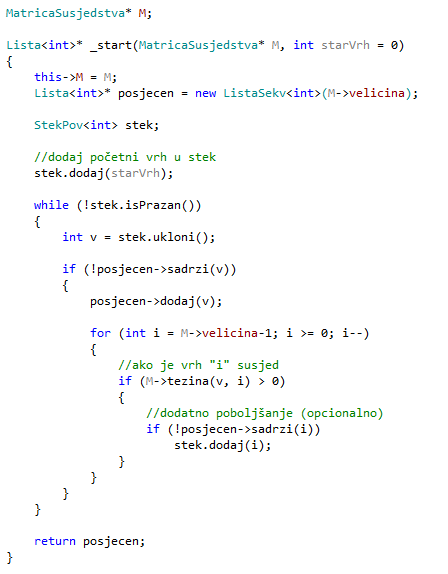 MatricaSusjedstva* M;

Lista<int>* _start(MatricaSusjedstva* M, int starVrh = 0)
{
    this->M = M;
    Lista<int>* posjecen = new ListaSekv<int>(M->velicina);

    StekPov<int> stek;

    //dodaj početni vrh u stek
    stek.dodaj(starVrh);

    while (!stek.isPrazan())
    {
        int v = stek.ukloni();

        if (!posjecen->sadrzi(v))
        {
            posjecen->dodaj(v);

            for (int i = M->velicina-1; i >= 0; i--)
            {
                //ako je vrh "i" susjed
                if (M->tezina(v, i) > 0)
                {
                    //dodatno poboljšanje (opcionalno)
                    if (!posjecen->sadrzi(i))
                        stek.dodaj(i);
                }
            }
        }
    }

    return posjecen;
}